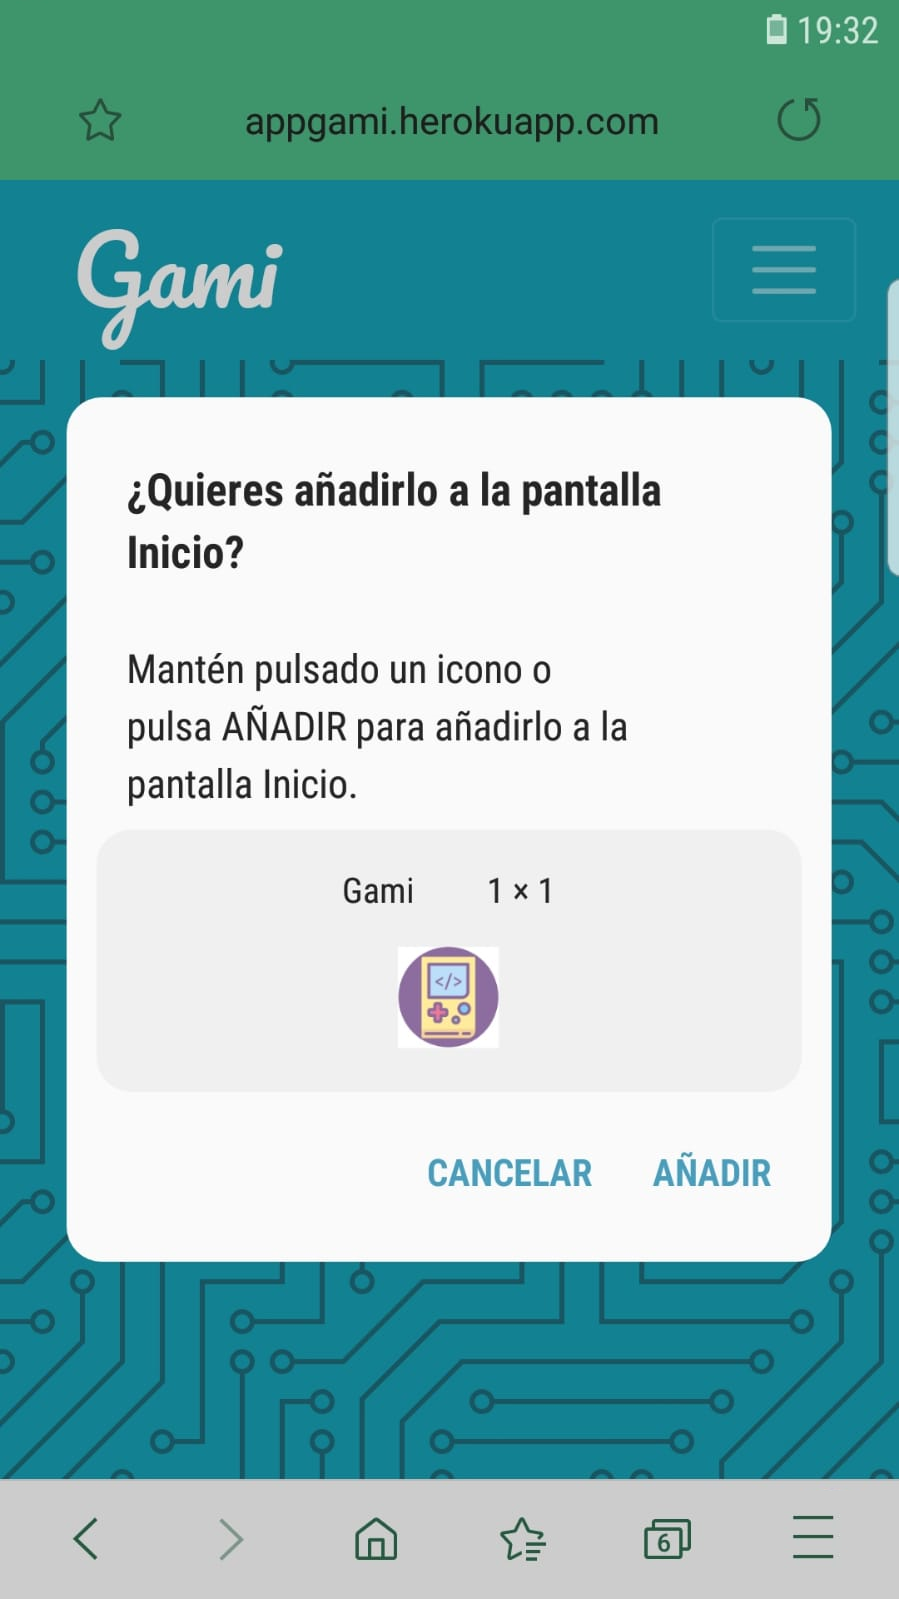 19:32
appgami.herokuapp.com
Gami
¿Quieres añadirlo a la pantalla
Inicio?
Mantén pulsado un icono o
pulsa AÑADIR para añadirlo a la
pantalla Inicio.
Gami 1 × 1
</>
CANCELAR AÑADIR
6